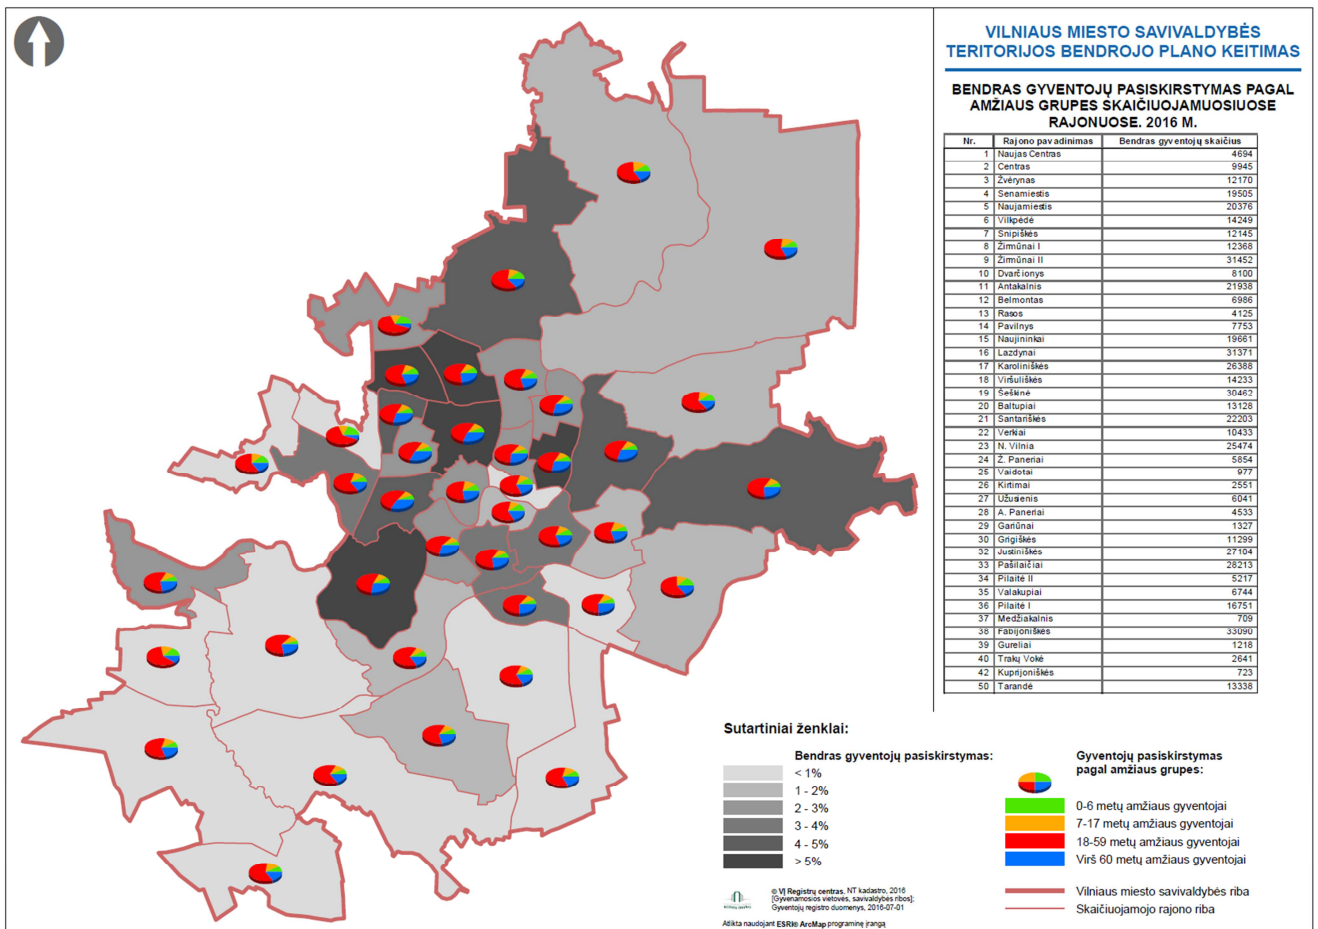 VILNIAUS MIESTO SAVIVALDYBĖS
TERITORIJOS BENDROJO PLANO KEITIMAS
BENDRAS GYVENTOJŲ PASISKIRSTYMAS PAGAL
AMŽIAUS GRUPES SKAIČIUOJAMUOSIUOSE
RAJONUOSE. 2016 M.
Nr. Rajono pavadinimas Bendras gyventojų skaičius
1 Naujas Centras 4694
2 Centras 9945
3 Žvėrynas 12170
4 Senamiestis 19505
5 Naujamiestis 20376
6 Vilkpėdė 14249
7 Snipiškės 12145
8 Žirmūnai I 12368
9 Žirmūnai II 31452
10 Dvarčionys 8100
11 Antakalnis 21938
12 Belmontas 6986
13 Rasos 4125
14 Pavilnys 7753
15 Naujininkai 19661
16 Lazdynai 31371
17 Karoliniškės 26388
18 Viršuliškės 14233
19 Šeškinė 30462
20 Baltupiai 13128
21 Santariškės 22203
22 Verkiai 10433
23 N. Vilnia 25474
24 Ž. Paneriai 5854
25 Vaidotai 977
26 Kirtimai 2551
27 Užusienis 6041
28 A. Paneriai 4533
29 Gariūnai 1327
30 Grigiškės 11299
32 Justiniškės 27104
33 Pašilaičiai 28213
34 Pilaitė II 5217
35 Valakupiai 6744
36 Pilaitė I 16751
37 Medžiakalnis 709
38 Fabijoniškės 33090
39 Gureliai 1218
40 Trakų Vokė 2641
42 Kuprijoniškės 723
50 Tarandė 13338
Sutartiniai ženklai:
Bendras gyventojų pasiskirstymas:
< 1%
1 - 2%
2 - 3%
3 - 4%
4 - 5%
> 5%
Gyventojų pasiskirstymas
pagal amžiaus grupes:
0-6 metų amžiaus gyventojai
7-17 metų amžiaus gyventojai
18-59 metų amžiaus gyventojai
Virš 60 metų amžiaus gyventojai
Vilniaus miesto savivaldybės riba
Skaičiuojamojo rajono riba
© VĮ Registrų centras. NT kadastro, 2016
[Gyvenamosios vietovės, savivaldybės ribos];
Gyventojų registro duomenys, 2016-07-01
Atlikta naudojant ESRI® ArcMap programinę įrangą